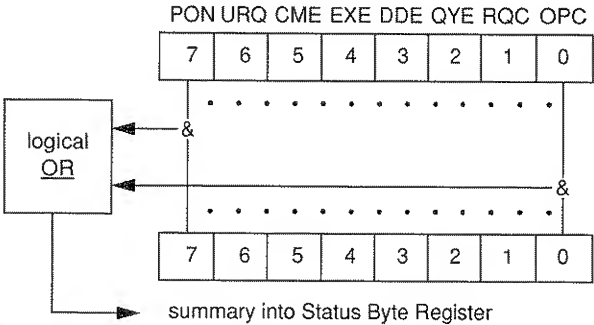 PON URQ CME EXE DDE QYE RQC OPC
7 6 5 4 3 2 1 0
&
logical
OR
&
7 6 5 4 3 2 1 0
summary into Status Byte Register